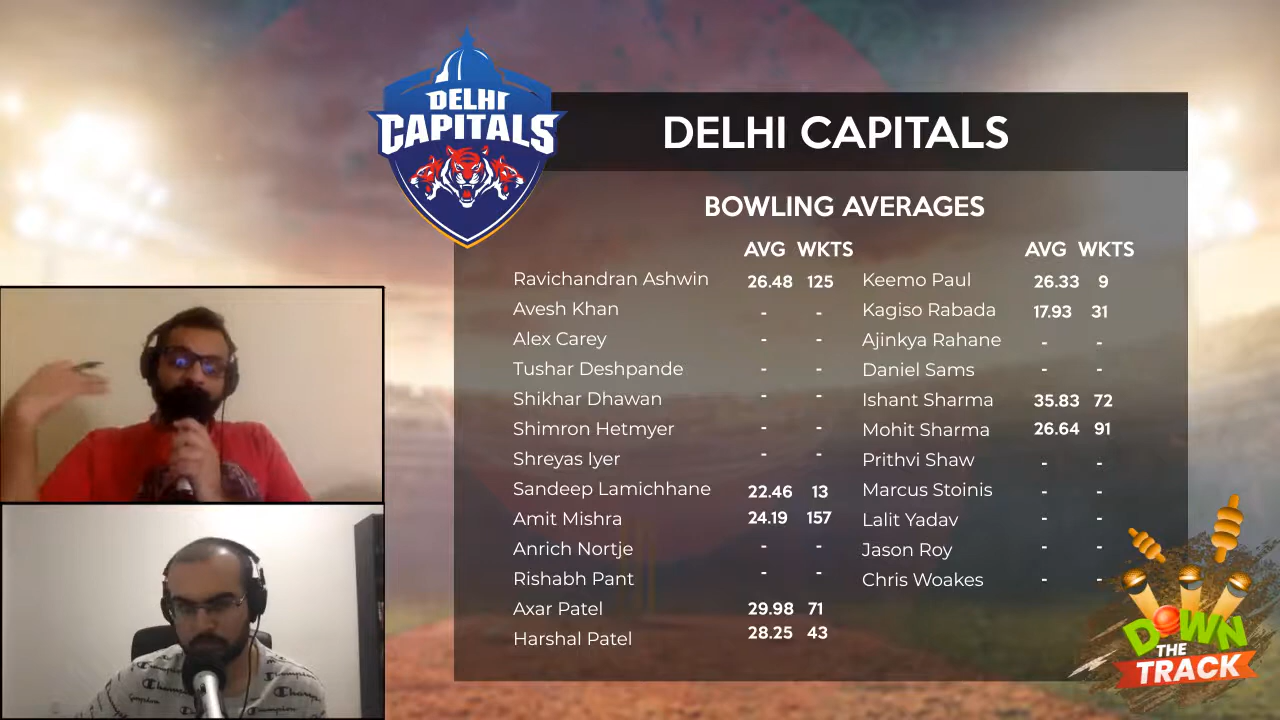 DELHI
CAPITALS
DELHI CAPITALS
BOWLING AVERAGES
AVG WKTS
Ravichandran Ashwin 26.48 125
Avesh Khan - -
Alex Carey - -
Tushar Deshpande - -
Shikhar Dhawan - -
Shimron Hetmyer - -
Shreyas Iyer - -
Sandeep Lamichhane 22.46 13
Amit Mishra 24.19 157
Anrich Nortje - -
Rishabh Pant - -
Axar Patel 29.98 71
Harshal Patel 28.25 43
AVG WKTS
Keemo Paul 26.33 9
Kagiso Rabada 17.93 31
Ajinkya Rahane - -
Daniel Sams - -
Ishant Sharma 35.83 72
Mohit Sharma 26.64 91
Prithvi Shaw - -
Marcus Stoinis - -
Lalit Yadav - -
Jason Roy - -
Chris Woakes - -
DOWN
THE
TRACK
Champion
Champion